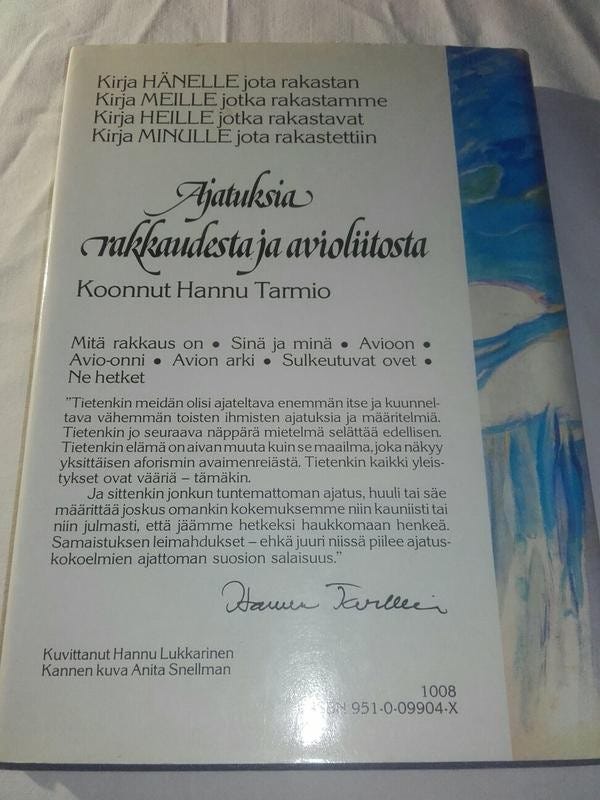 Kirja HÄNELLE jota rakastan
Kirja MEILLE jotka rakastamme
Kirja HEILLE jotka rakastavat
Kirja MINULLE jota rakastettiin
Ajatuksia
rakkaudesta ja avioliitosta
Koonnut Hannu Tarmio
Mitä rakkaus on • Sinä ja minä • Avioon •
Avio-onni • Avion arki • Sulkeutuvat ovet •
Ne hetket
"Tietenkin meidän olisi ajateltava enemmän itse ja kuunnel-
tava vähemmän toisten ihmisten ajatuksia ja määritelmiä.
Tietenkin jo seuraava näppärä mietelmä selättää edellisen.
Tietenkin elämä on aivan muuta kuin se maailma, joka näkyy
yksittäisen aforismin avaimenreiästä. Tietenkin kaikki yleis-
tykset ovat vääriä – tämäkin.
Ja sittenkin jonkun tuntemattoman ajatus, huuli tai säe
määrittää joskus omankin kokemuksemme niin kauniisti tai
niin julmasti, että jäämme hetkeksi haukkomaan henkeä.
Samaistuksen leimahdukset – ehkä juuri niissä piilee ajatus-
kokoelmien ajattoman suosion salaisuus."
Hannu Tarmio
Kuvittanut Hannu Lukkarinen
Kannen kuva Anita Snellman
1008
ISBN 951-0-09904-X